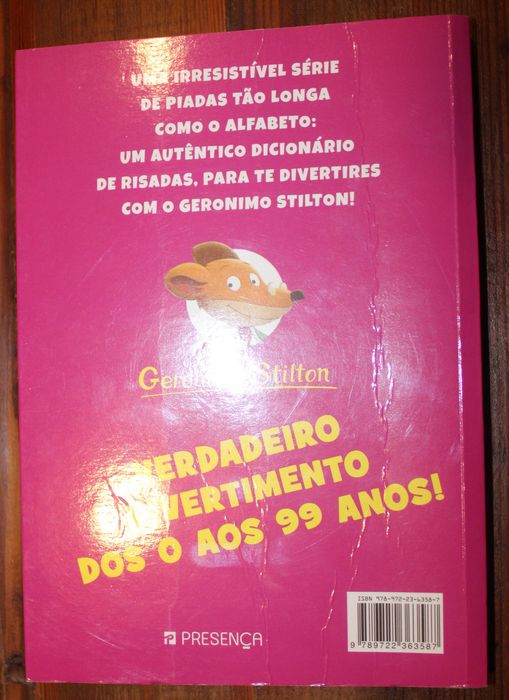 UMA IRRESISTÍVEL SÉRIE
DE PIADAS TÃO LONGA
COMO O ALFABETO:
UM AUTÊNTICO DICIONÁRIO
DE RISADAS, PARA TE DIVERTIRES
COM O GERONIMO STILTON!
Geronimo Stilton
VERDADEIRO
DIVERTIMENTO
DOS 0 AOS 99 ANOS!
ISBN 978-972-23-6358-7
9 789722 363587
PRESENÇA